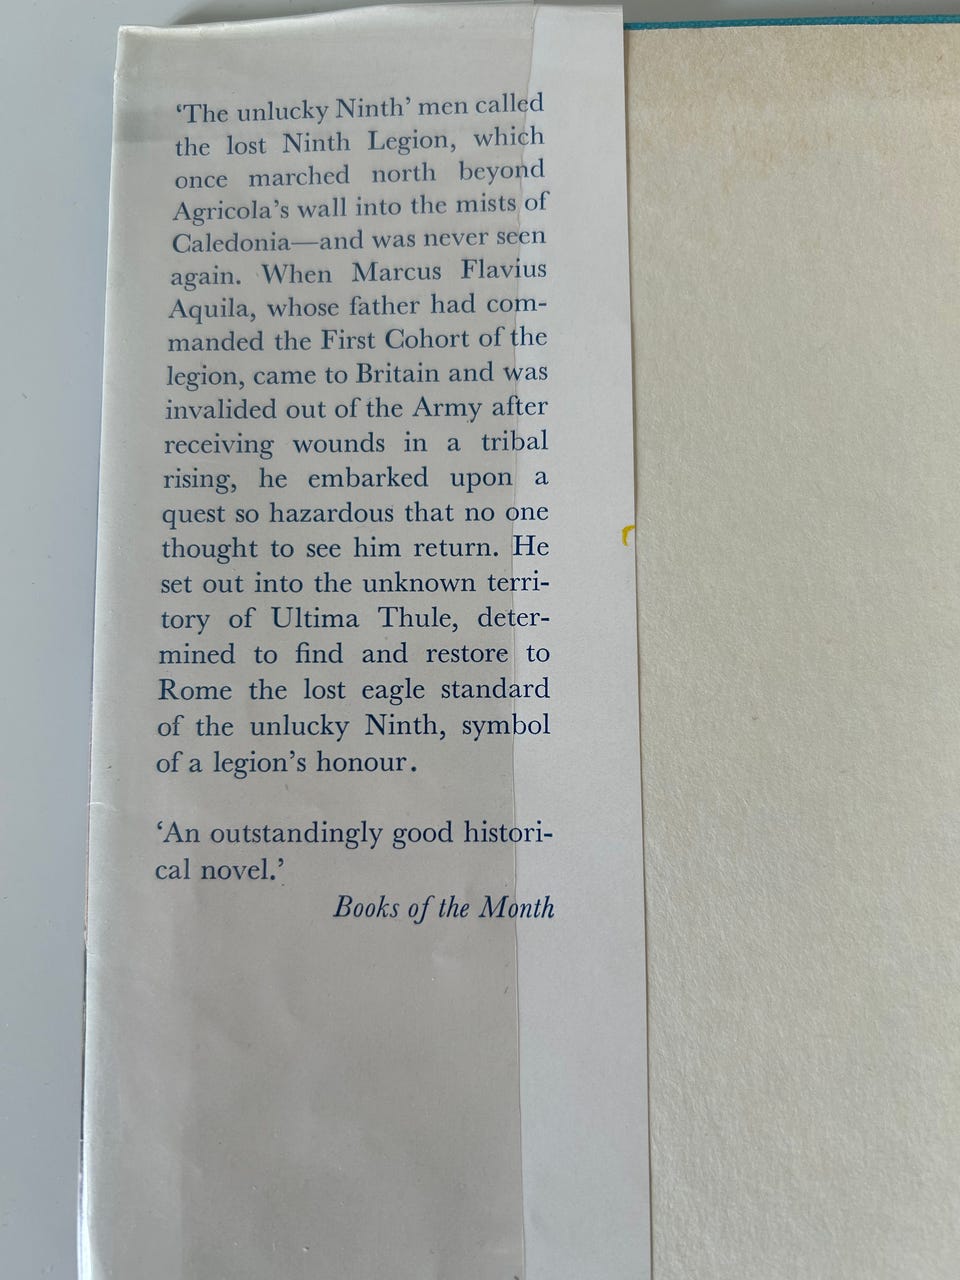 ‘The unlucky Ninth’ men called
the lost Ninth Legion, which
once marched north beyond
Agricola’s wall into the mists of
Caledonia—and was never seen
again. When Marcus Flavius
Aquila, whose father had com-
manded the First Cohort of the
legion, came to Britain and was
invalided out of the Army after
receiving wounds in a tribal
rising, he embarked upon a
quest so hazardous that no one
thought to see him return. He
set out into the unknown terri-
tory of Ultima Thule, deter-
mined to find and restore to
Rome the lost eagle standard
of the unlucky Ninth, symbol
of a legion’s honour.
‘An outstandingly good histori-
cal novel.’
Books of the Month